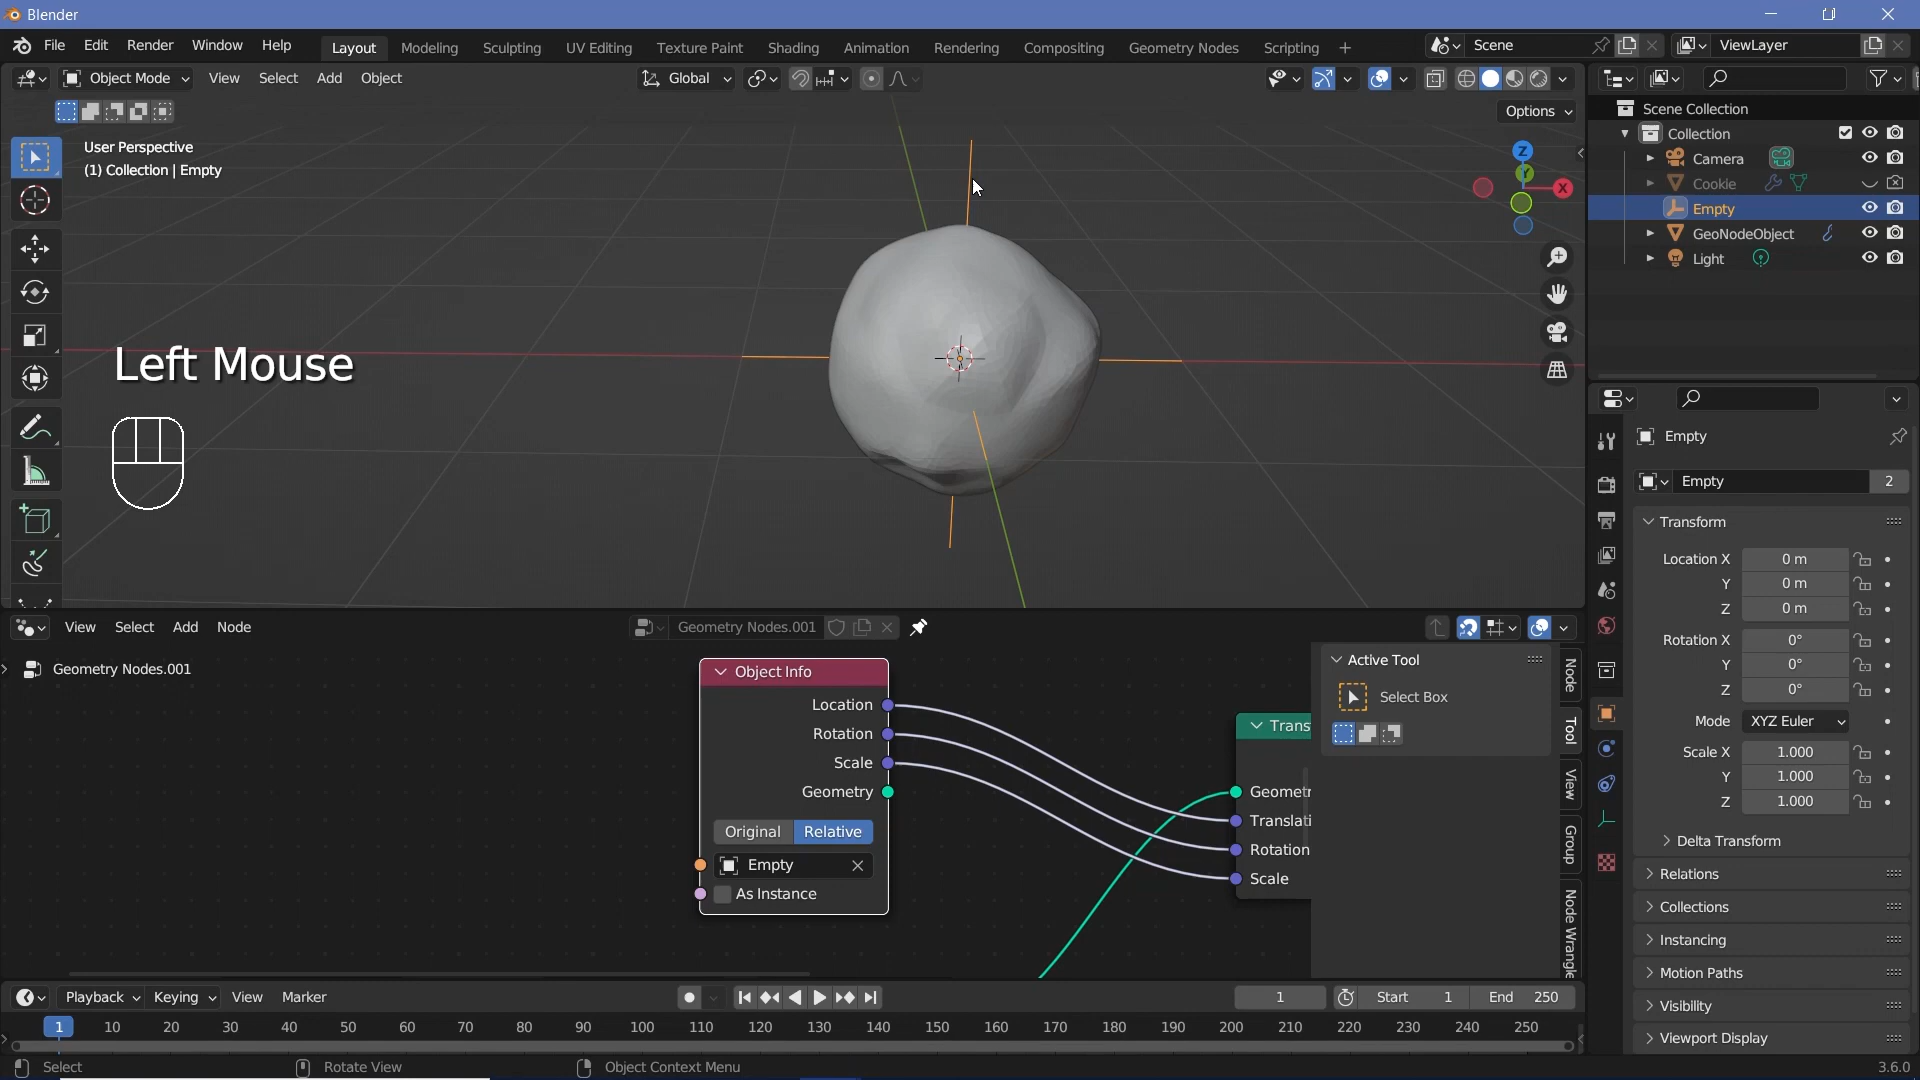 Blender
File Edit Render Window Help Layout Modeling Sculpting UV Editing Texture Paint Shading Animation Rendering Compositing Geometry Nodes Scripting + Scene ViewLayer
Object Mode View Select Add Object Global
Options
User Perspective
(1) Collection | Empty
Z
Y
X
Left Mouse
Scene Collection
Collection
Camera
Cookie
Empty
GeoNodeObject
Light
Empty
Empty 2
Transform
Location X 0 m
Y 0 m
Z 0 m
Rotation X 0°
Y 0°
Z 0°
Mode XYZ Euler
Scale X 1.000
Y 1.000
Z 1.000
Delta Transform
Relations
Collections
Instancing
Motion Paths
Visibility
Viewport Display
View Select Add Node Geometry Nodes.001
Geometry Nodes.001
Object Info
Location
Rotation
Scale
Geometry
Original Relative
Empty
As Instance
Trans
Geometr
Translati
Rotation
Scale
Active Tool
Select Box
Node
Tool
View
Group
Node Wrangle
Playback Keying View Marker 1 Start 1 End 250
1 10 20 30 40 50 60 70 80 90 100 110 120 130 140 150 160 170 180 190 200 210 220 230 240 250
Select Rotate View Object Context Menu 3.6.0